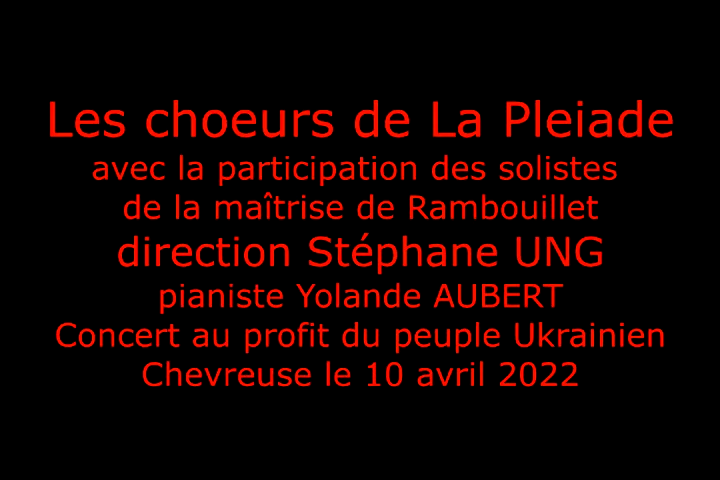 Les choeurs de La Pleiade
avec la participation des solistes
de la maîtrise de Rambouillet
direction Stéphane UNG
pianiste Yolande AUBERT
Concert au profit du peuple Ukrainien
Chevreuse le 10 avril 2022